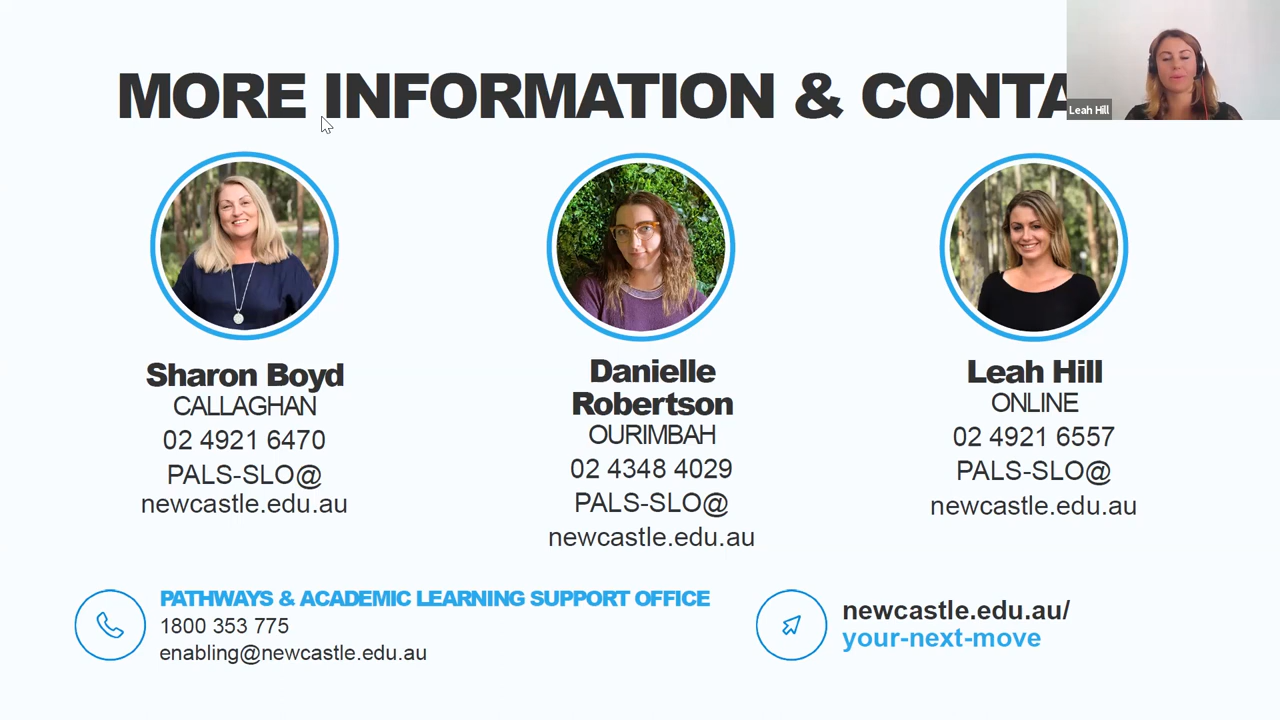 MORE INFORMATION & CONTA
Leah Hill
Sharon Boyd
CALLAGHAN
02 4921 6470
PALS-SLO@
newcastle.edu.au
Danielle
Robertson
OURIMBAH
02 4348 4029
PALS-SLO@
newcastle.edu.au
Leah Hill
ONLINE
02 4921 6557
PALS-SLO@
newcastle.edu.au
PATHWAYS & ACADEMIC LEARNING SUPPORT OFFICE
1800 353 775
enabling@newcastle.edu.au
newcastle.edu.au/
your-next-move